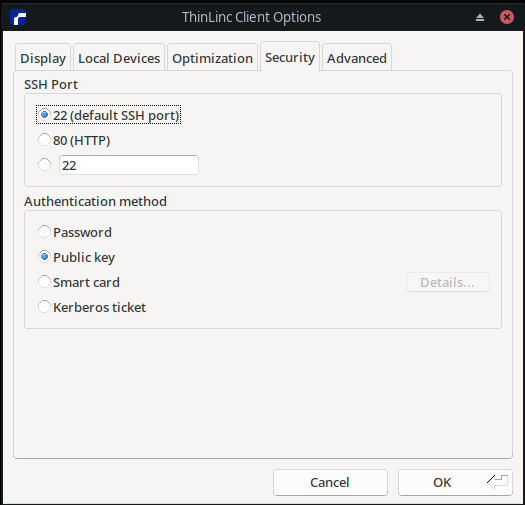 ThinLinc Client Options
Display Local Devices Optimization Security Advanced
SSH Port
22 (default SSH port)
80 (HTTP)
22
Authentication method
Password
Public key
Smart card Details...
Kerberos ticket
Cancel OK